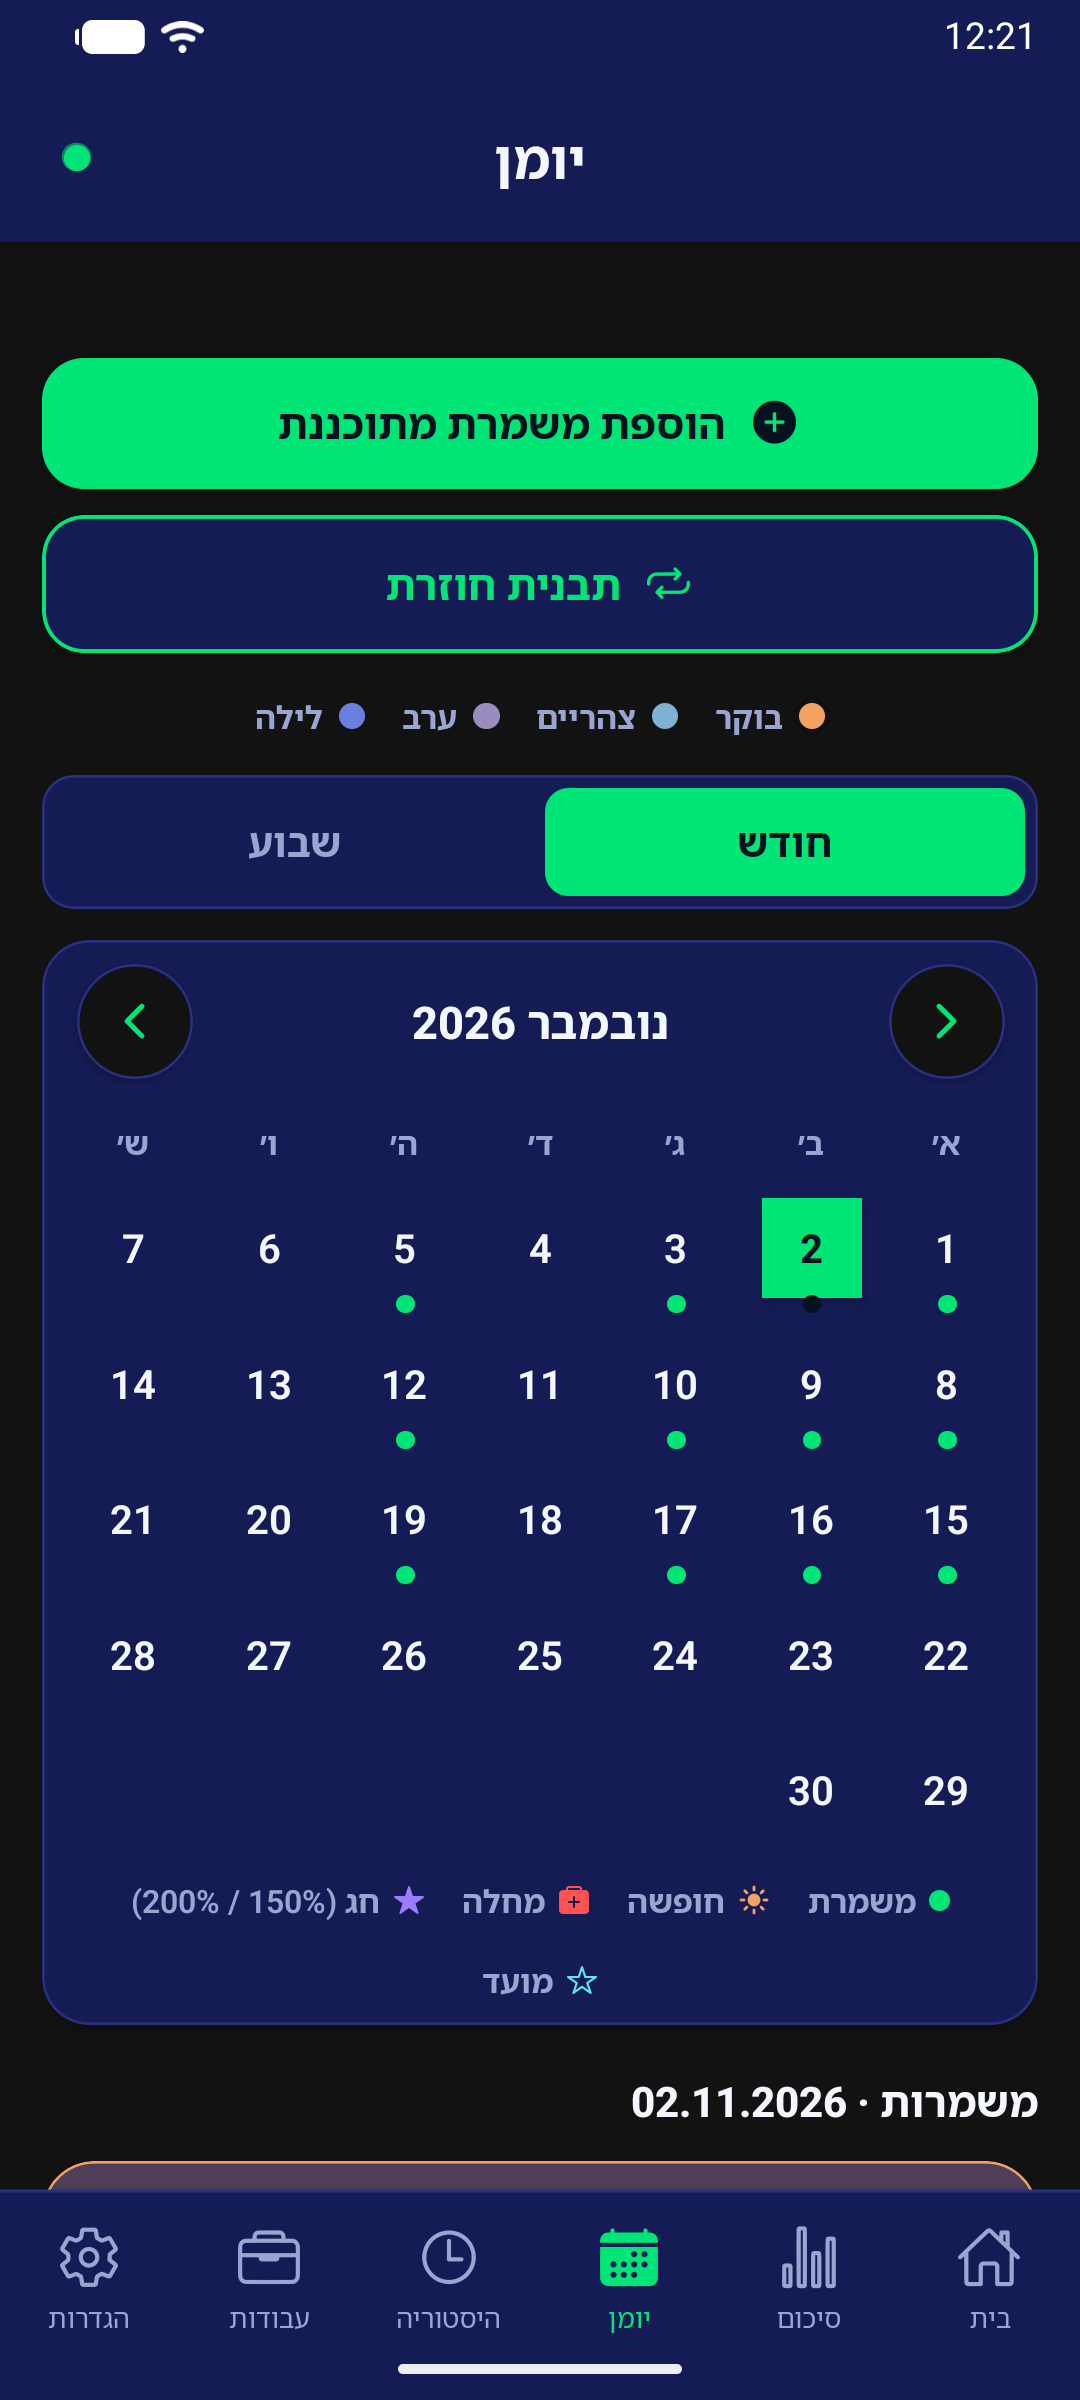 12:21
יומן
הוספת משמרת מתוכננת
תבנית חוזרת
בוקר צהריים ערב לילה
חודש שבוע
נובמבר 2026
א׳ ב׳ ג׳ ד׳ ה׳ ו׳ ש׳
1 2 3 4 5 6 7
8 9 10 11 12 13 14
15 16 17 18 19 20 21
22 23 24 25 26 27 28
29 30
משמרת חופשה מחלה חג (150% / 200%)
מועד
משמרות · 02.11.2026
בית סיכום יומן היסטוריה עבודות הגדרות